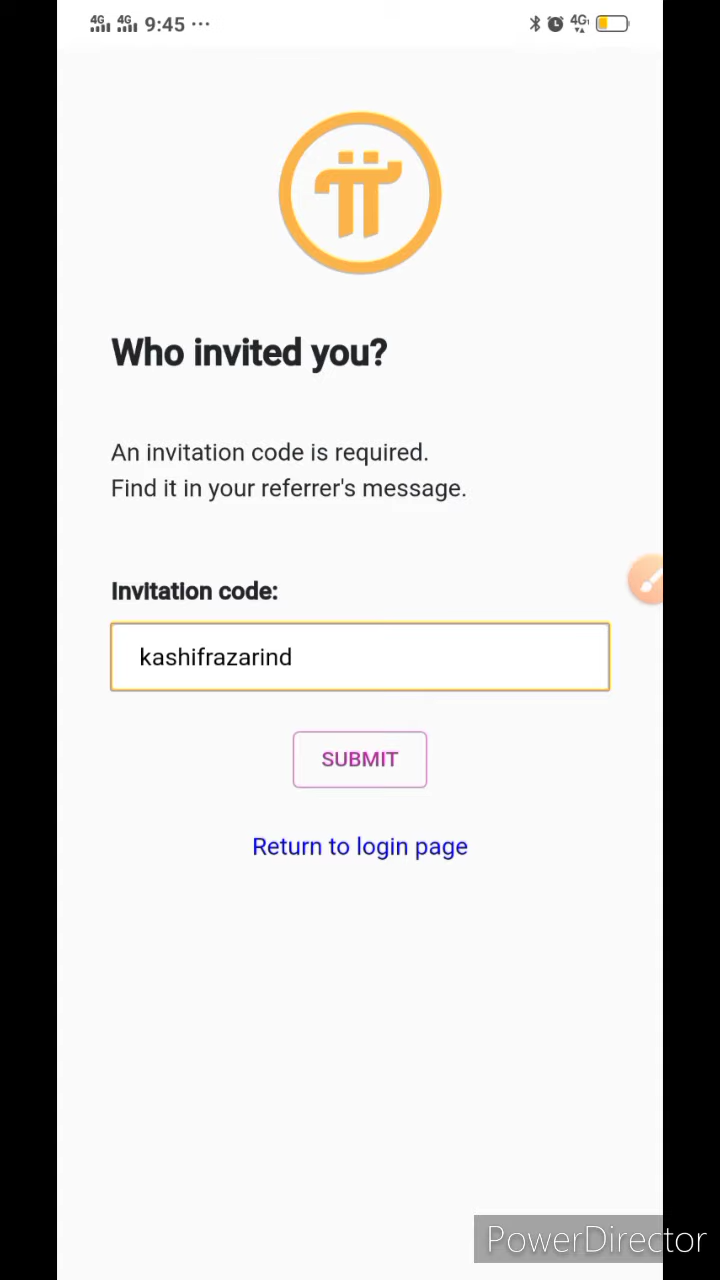 4G 4G 9:45 ... 4G
Who invited you?
An invitation code is required.
Find it in your referrer's message.
Invitation code:
kashifrazarind
SUBMIT
Return to login page
PowerDirector